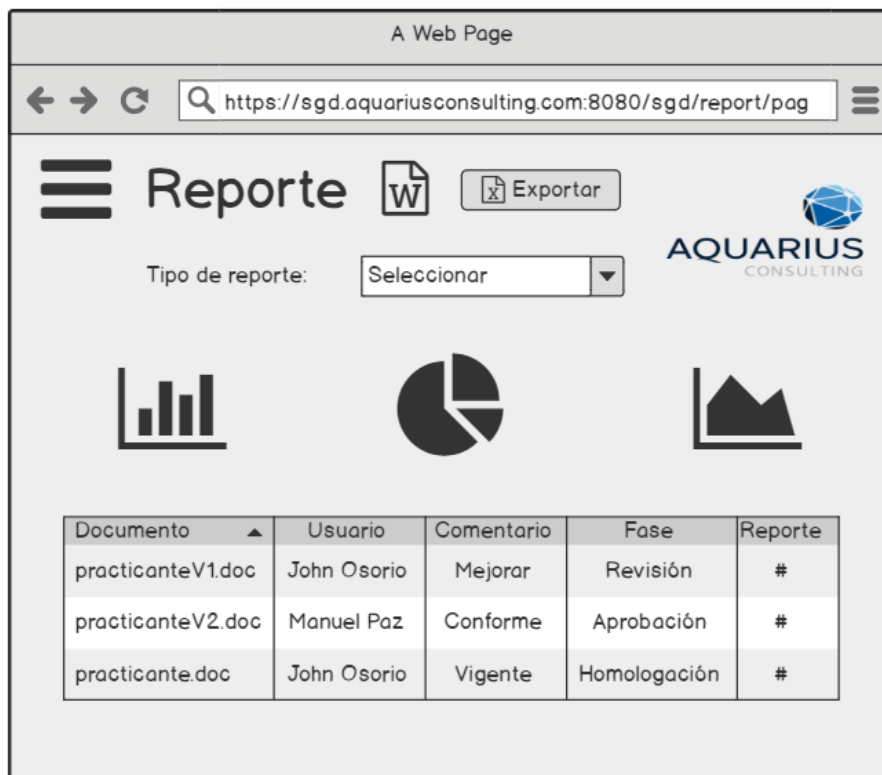 A Web Page
https://sgd.aquariusconsulting.com:8080/sgd/report/pag
Reporte W X Exportar
AQUARIUS
CONSULTING
Tipo de reporte: Seleccionar
Documento Usuario Comentario Fase Reporte
practicanteV1.doc John Osorio Mejorar Revisión #
practicanteV2.doc Manuel Paz Conforme Aprobación #
practicante.doc John Osorio Vigente Homologación #